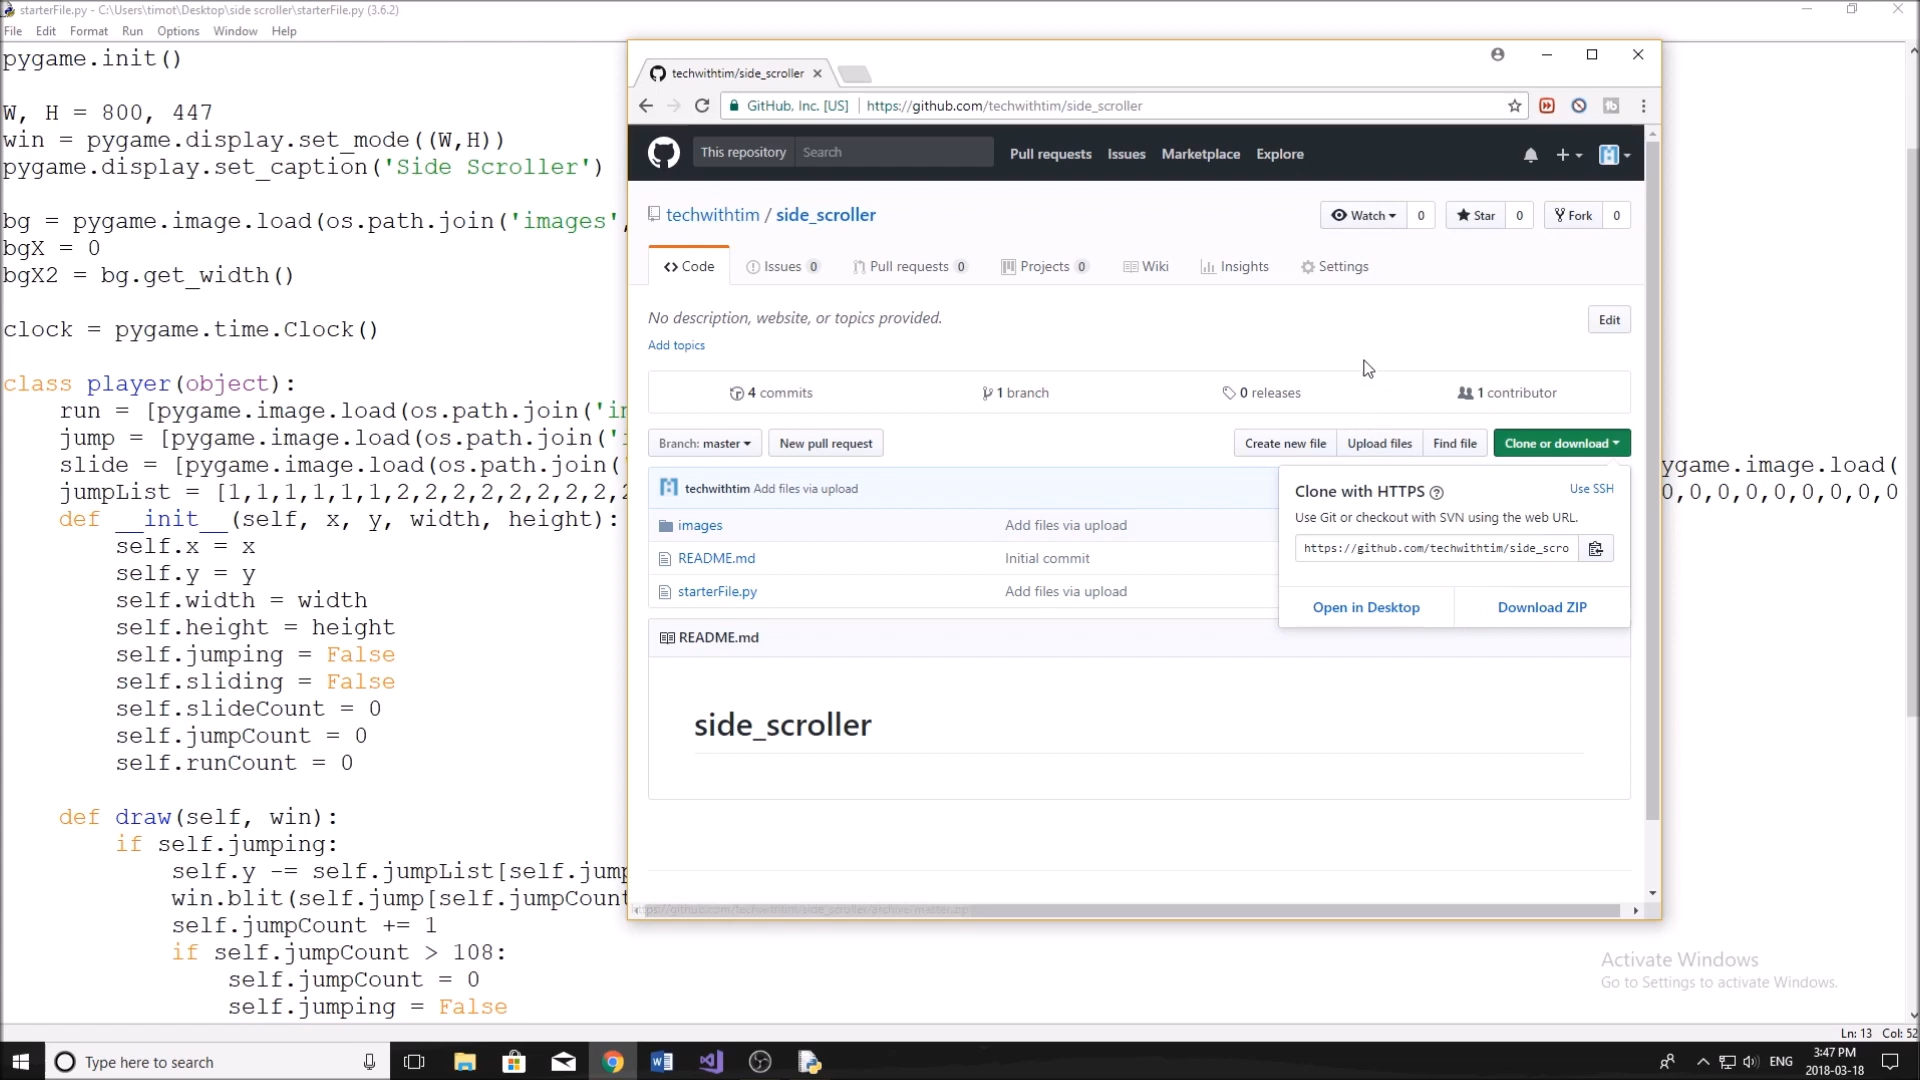 starterFile.py - C:\Users\timot\Desktop\side scroller\starterFile.py (3.6.2)
File Edit Format Run Options Window Help
pygame.init()
W, H = 800, 447
win = pygame.display.set_mode((W,H))
pygame.display.set_caption('Side Scroller')
bg = pygame.image.load(os.path.join('images',
bgX = 0
bgX2 = bg.get_width()
clock = pygame.time.Clock()
class player(object):
run = [pygame.image.load(os.path.join('in
jump = [pygame.image.load(os.path.join('
slide = [pygame.image.load(os.path.join(' ygame.image.load(
jumpList = [1,1,1,1,1,1,2,2,2,2,2,2,2,2,2 0,0,0,0,0,0,0,0,0
def __init__(self, x, y, width, height):
self.x = x
self.y = y
self.width = width
self.height = height
self.jumping = False
self.sliding = False
self.slideCount = 0
self.jumpCount = 0
self.runCount = 0
def draw(self, win):
if self.jumping:
self.y -= self.jumpList[self.jump
win.blit(self.jump[self.jumpCount
self.jumpCount += 1
if self.jumpCount > 108:
self.jumpCount = 0
self.jumping = False
techwithtim/side_scroller
GitHub, Inc. [US] https://github.com/techwithtim/side_scroller
This repository Search Pull requests Issues Marketplace Explore
techwithtim / side_scroller Watch 0 Star 0 Fork 0
Code Issues 0 Pull requests 0 Projects 0 Wiki Insights Settings
No description, website, or topics provided. Edit
Add topics
4 commits 1 branch 0 releases 1 contributor
Branch: master New pull request Create new file Upload files Find file Clone or download
techwithtim Add files via upload
images Add files via upload
README.md Initial commit
starterFile.py Add files via upload
Clone with HTTPS Use SSH
Use Git or checkout with SVN using the web URL.
https://github.com/techwithtim/side_scro
Open in Desktop Download ZIP
README.md
side_scroller
https://github.com/techwithtim/side_scroller/archive/master.zip
Activate Windows
Go to Settings to activate Windows.
Ln: 13 Col: 52
Type here to search ENG 3:47 PM
2018-03-18